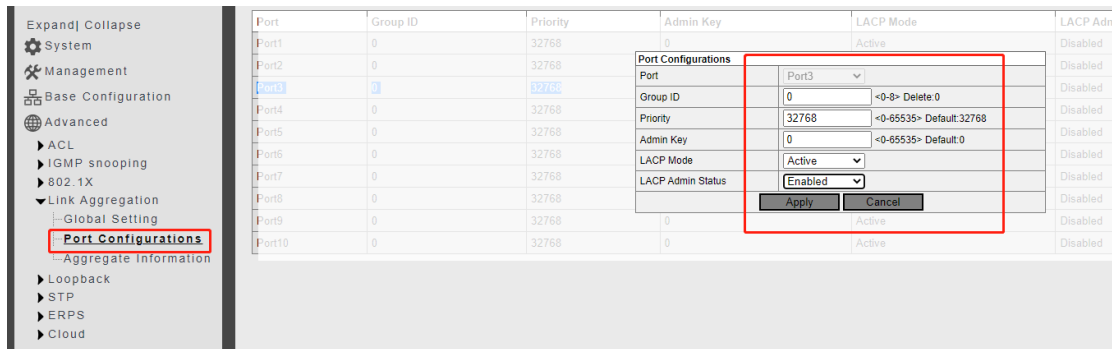 Expand| Collapse
System
Management
Base Configuration
Advanced
ACL
IGMP snooping
802.1X
Link Aggregation
Global Setting
Port Configurations
Aggregate Information
Loopback
STP
ERPS
Cloud
Port Group ID Priority Admin Key LACP Mode LACP Adm
Port1 0 32768 0 Active Disabled
Port2 0 32768 Disabled
Port3 0 32768 Disabled
Port4 0 32768 Disabled
Port5 0 32768 Disabled
Port6 0 32768 Disabled
Port7 0 32768 Disabled
Port8 0 32768 Disabled
Port9 0 32768 0 Active Disabled
Port10 0 32768 0 Active Disabled
Port Configurations
Port Port3
Group ID 0 <0-8> Delete:0
Priority 32768 <0-65535> Default:32768
Admin Key 0 <0-65535> Default:0
LACP Mode Active
LACP Admin Status Enabled
Apply Cancel